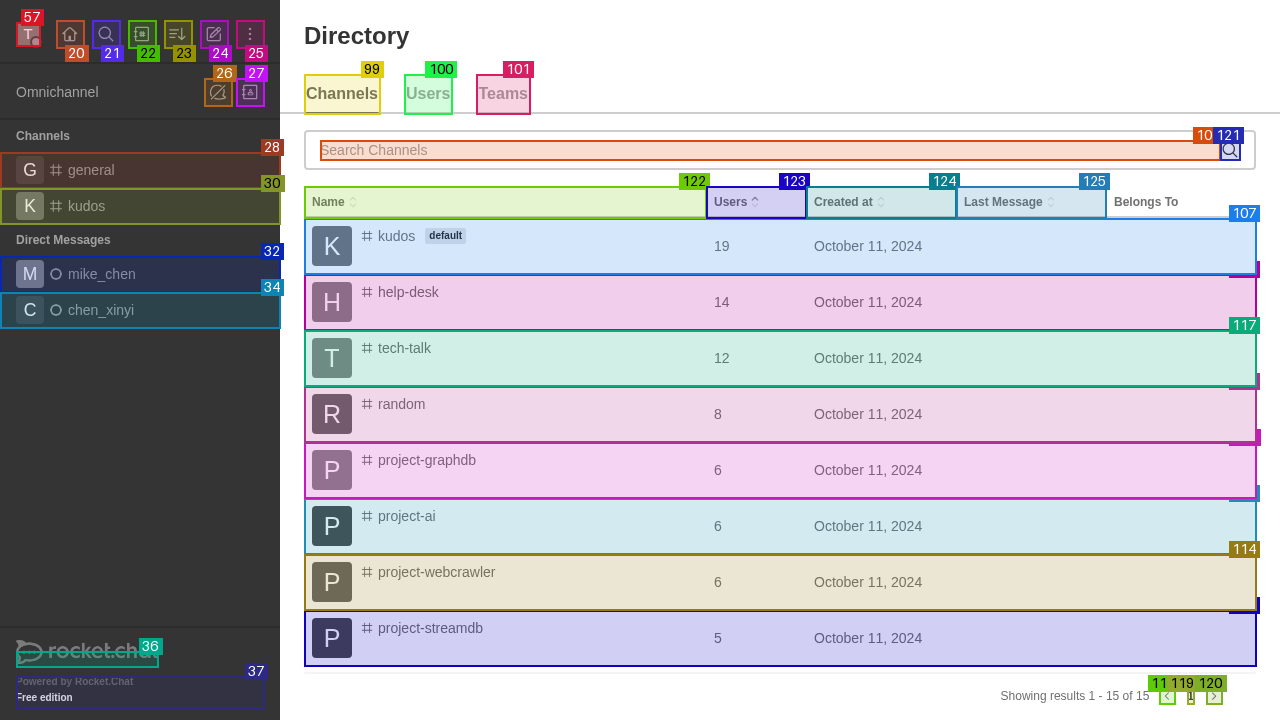 57
T
20 21 22 23 24 25
26 27
Omnichannel
Channels
28
G general
30
K kudos
Direct Messages
32
M mike_chen
34
C chen_xinyi
36
rocket.chat
37
Powered by Rocket.Chat
Free edition
Directory
99 100 101
Channels Users Teams
10 121
Search Channels
122 123 124 125
Name Users Created at Last Message Belongs To
107
K kudos default 19 October 11, 2024
H help-desk 14 October 11, 2024
117
T tech-talk 12 October 11, 2024
R random 8 October 11, 2024
P project-graphdb 6 October 11, 2024
P project-ai 6 October 11, 2024
114
P project-webcrawler 6 October 11, 2024
P project-streamdb 5 October 11, 2024
11 119 120
Showing results 1 - 15 of 15 1